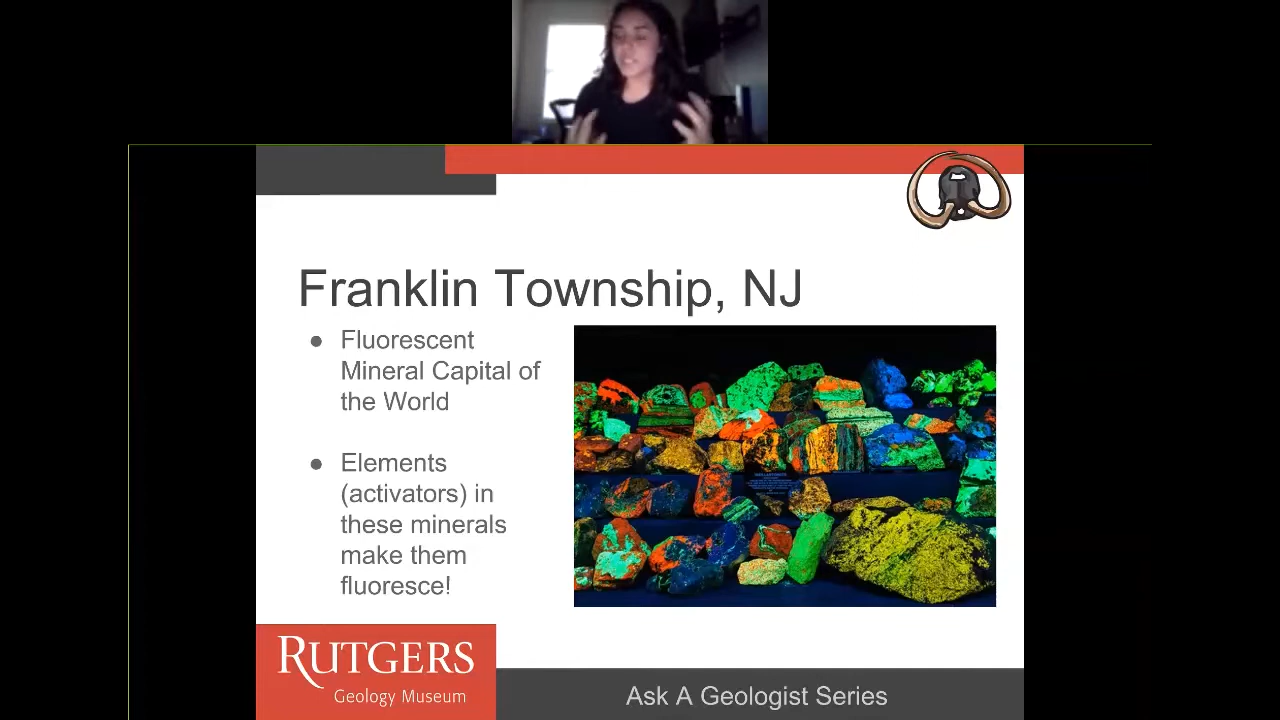 Franklin Township, NJ
● Fluorescent
Mineral Capital of
the World
● Elements
(activators) in
these minerals
make them
fluoresce!
RUTGERS
Geology Museum
Ask A Geologist Series